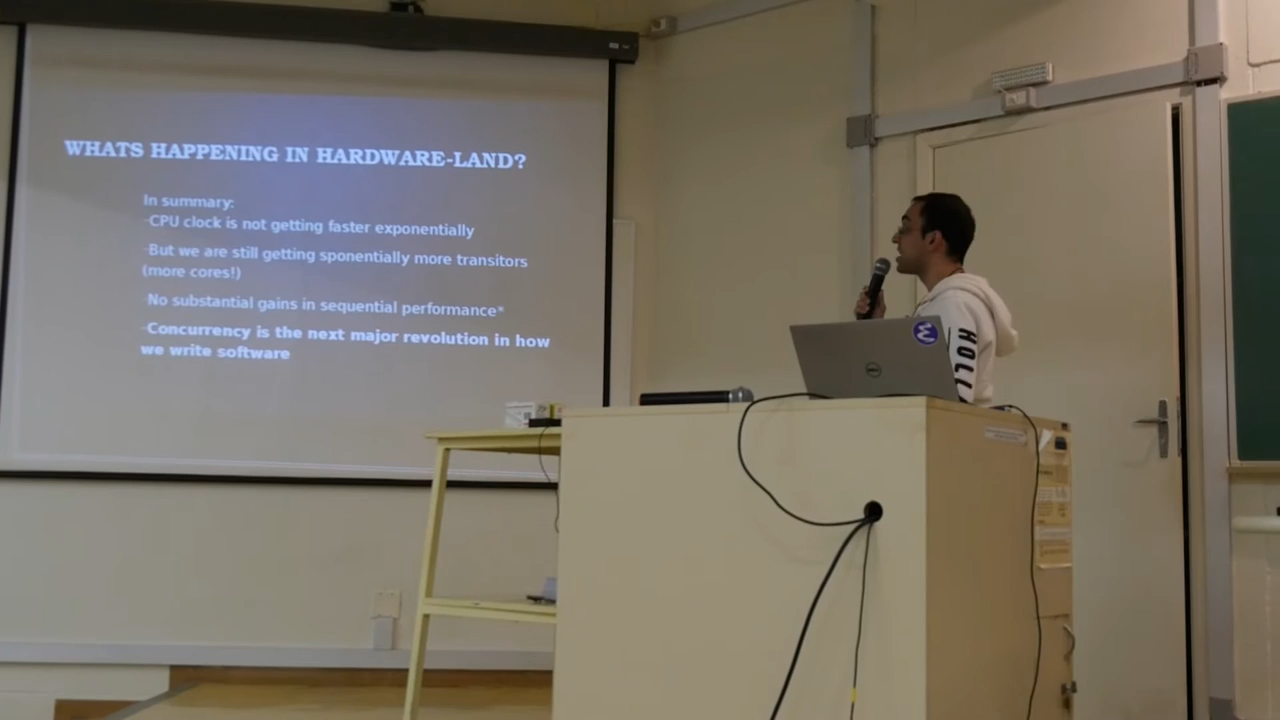 WHATS HAPPENING IN HARDWARE-LAND?
In summary:
-CPU clock is not getting faster exponentially
-But we are still getting sponentially more transitors
(more cores!)
-No substantial gains in sequential performance*
-Concurrency is the next major revolution in how
we write software
HOLL
DELL